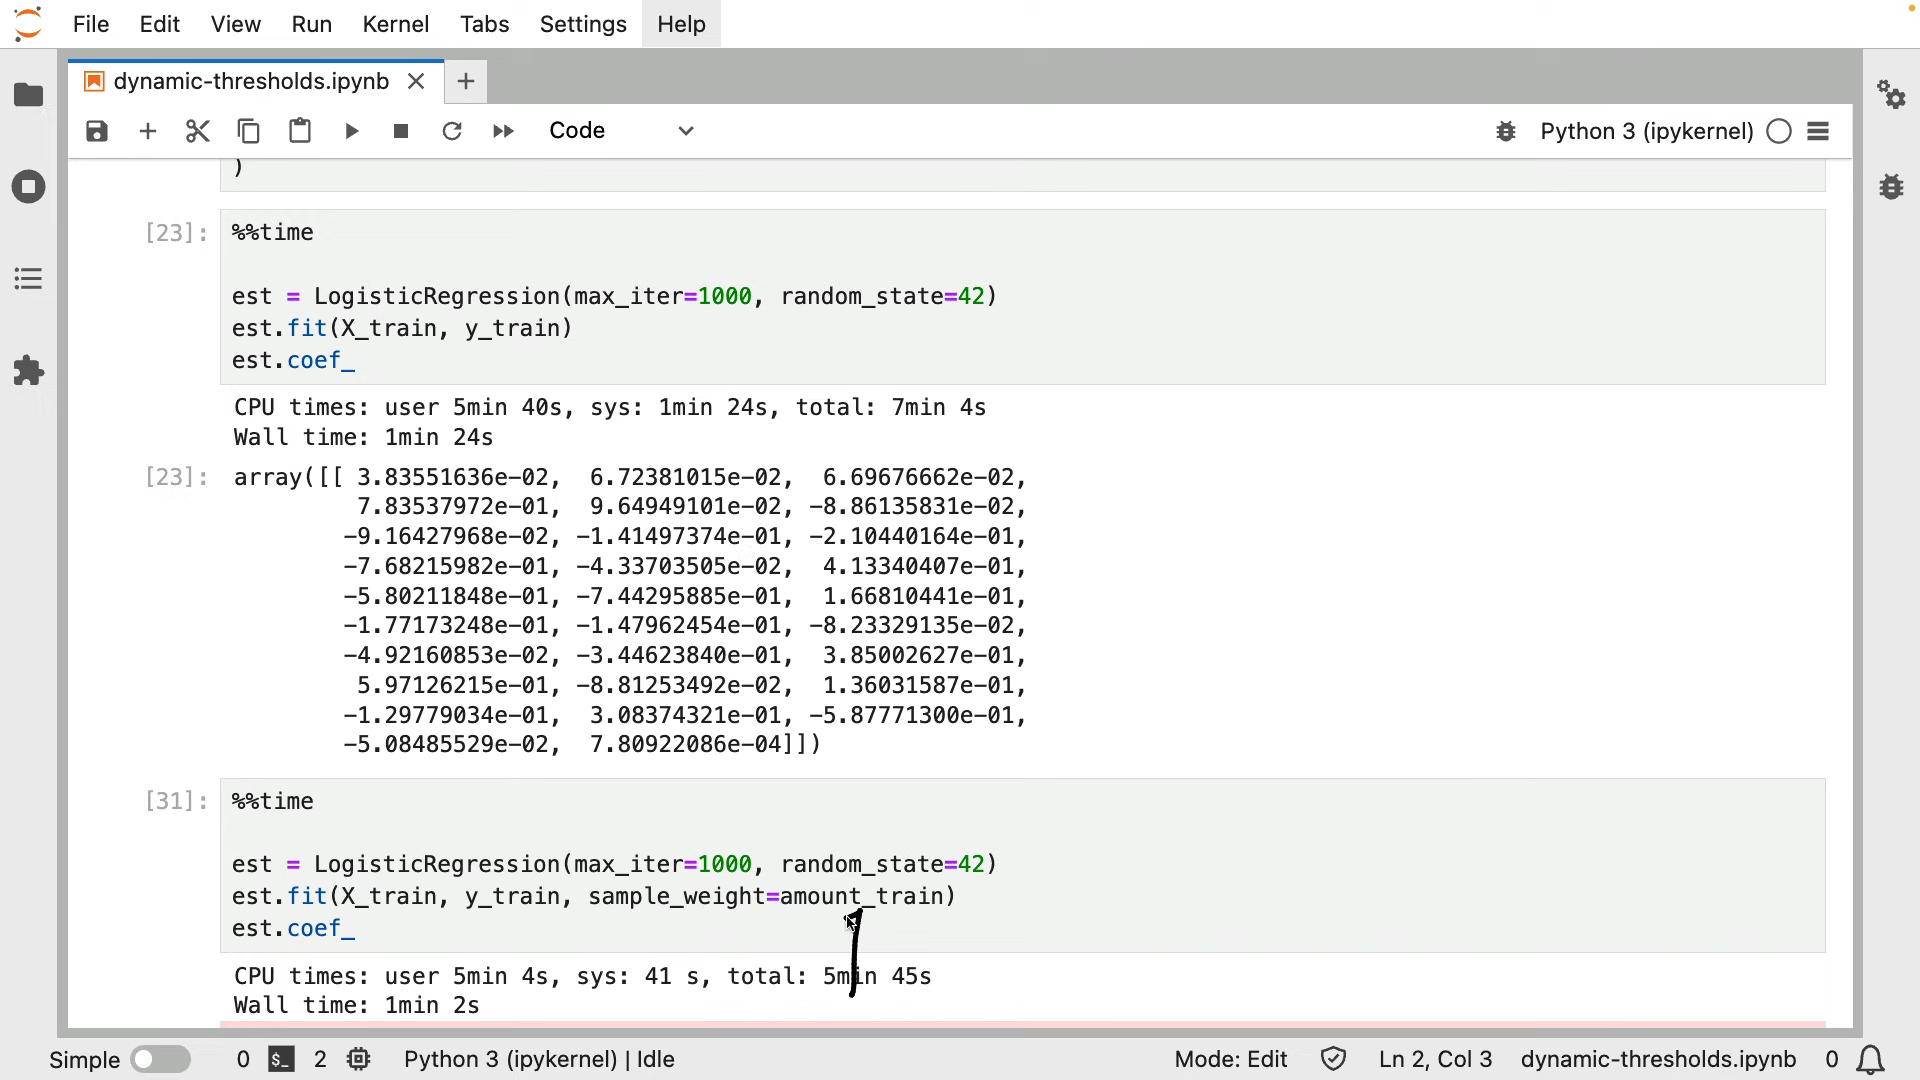 File Edit View Run Kernel Tabs Settings Help
dynamic-thresholds.ipynb
Code
Python 3 (ipykernel)
)
[23]: %%time
est = LogisticRegression(max_iter=1000, random_state=42)
est.fit(X_train, y_train)
est.coef_
CPU times: user 5min 40s, sys: 1min 24s, total: 7min 4s
Wall time: 1min 24s
[23]: array([[ 3.83551636e-02, 6.72381015e-02, 6.69676662e-02,
7.83537972e-01, 9.64949101e-02, -8.86135831e-02,
-9.16427968e-02, -1.41497374e-01, -2.10440164e-01,
-7.68215982e-01, -4.33703505e-02, 4.13340407e-01,
-5.80211848e-01, -7.44295885e-01, 1.66810441e-01,
-1.77173248e-01, -1.47962454e-01, -8.23329135e-02,
-4.92160853e-02, -3.44623840e-01, 3.85002627e-01,
5.97126215e-01, -8.81253492e-02, 1.36031587e-01,
-1.29779034e-01, 3.08374321e-01, -5.87771300e-01,
-5.08485529e-02, 7.80922086e-04]])
[31]: %%time
est = LogisticRegression(max_iter=1000, random_state=42)
est.fit(X_train, y_train, sample_weight=amount_train)
est.coef_
CPU times: user 5min 4s, sys: 41 s, total: 5min 45s
Wall time: 1min 2s
Simple 0 $_ 2 Python 3 (ipykernel) | Idle Mode: Edit Ln 2, Col 3 dynamic-thresholds.ipynb 0